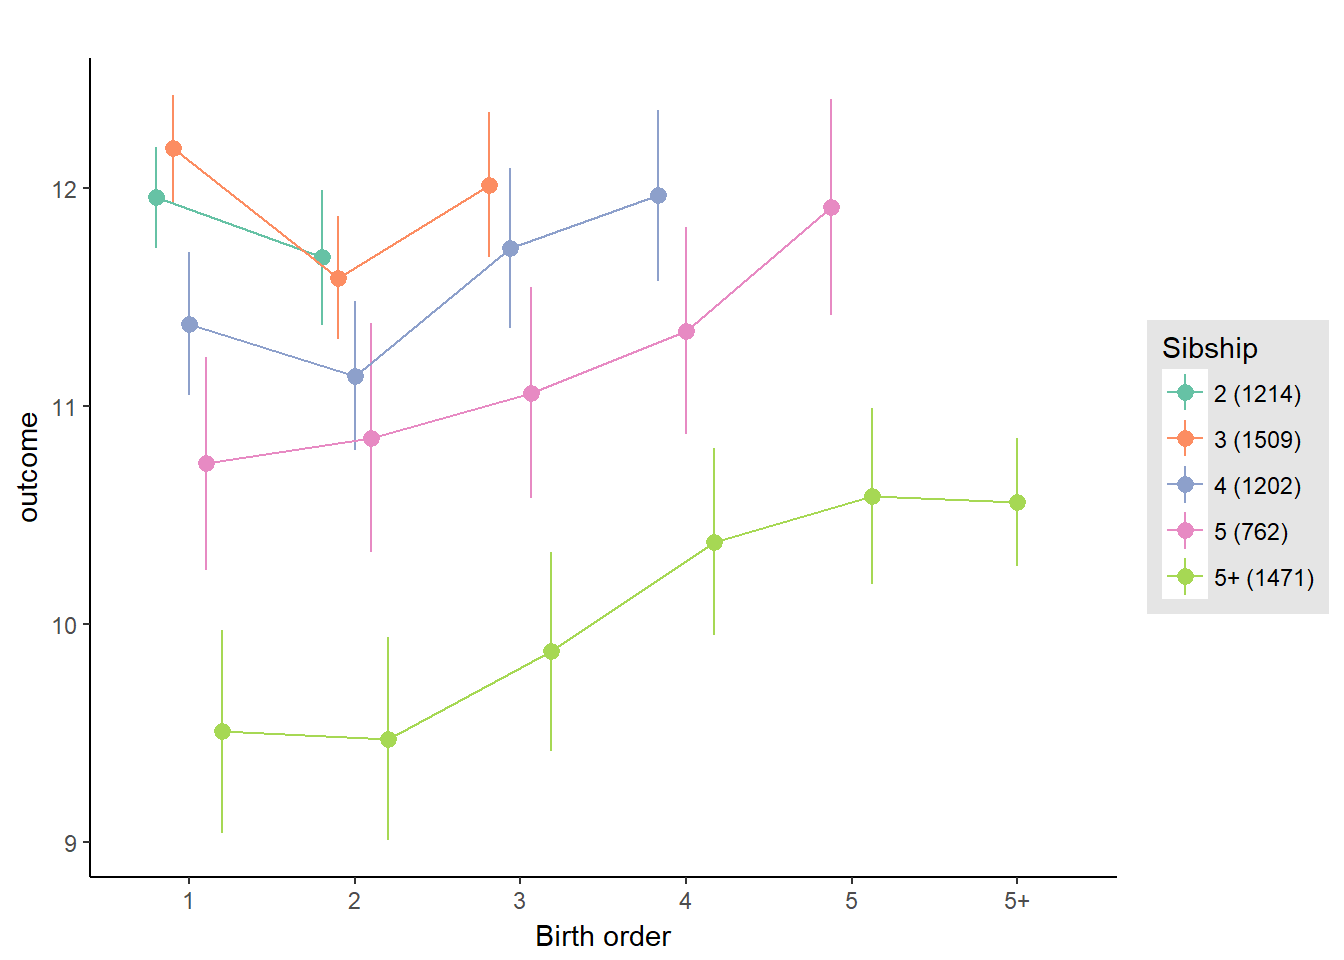 12
11
10
9
outcome
1 2 3 4 5 5+
Birth order
Sibship
2 (1214)
3 (1509)
4 (1202)
5 (762)
5+ (1471)